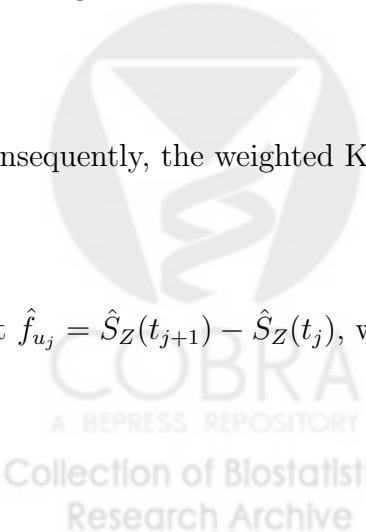 nsequently, the weighted K
t $\hat{f}_{u_j} = \hat{S}_Z(t_{j+1}) - \hat{S}_Z(t_j)$, w
COBRA
A BEPRESS REPOSITORY
Collection of Biostatisti
Research Archive